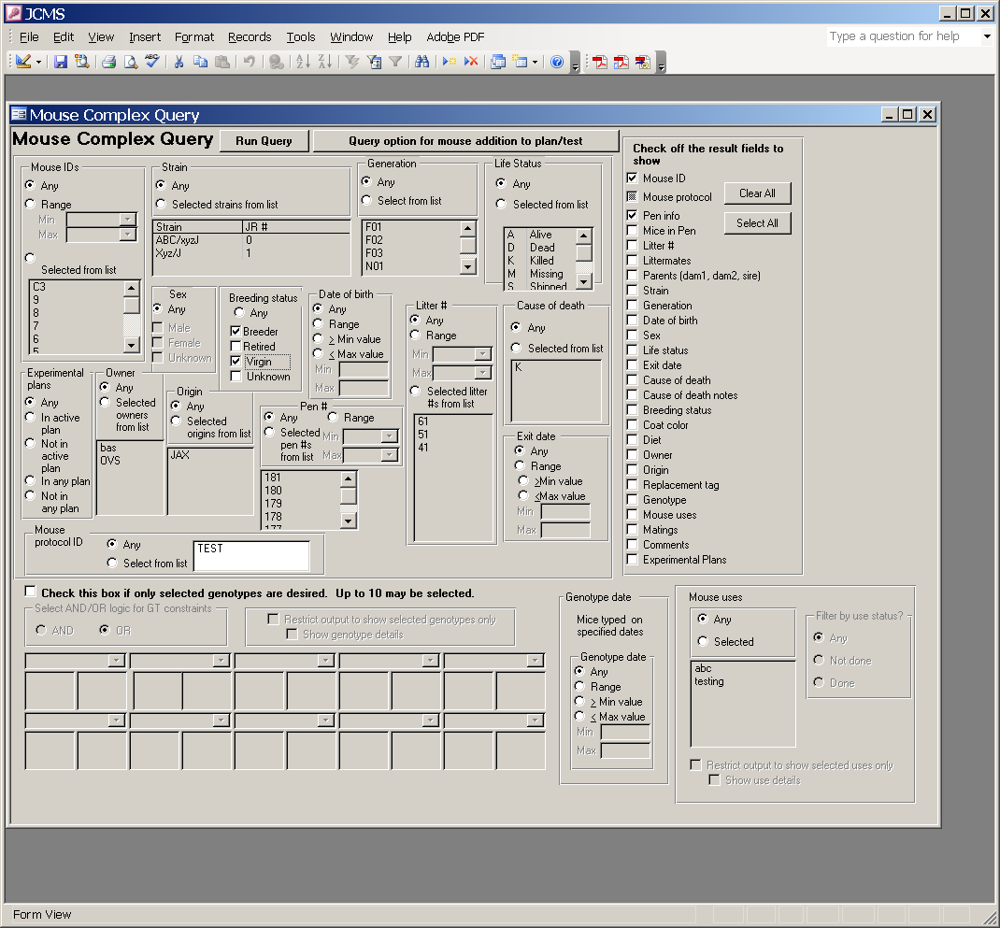 JCMS
File Edit View Insert Format Records Tools Window Help Adobe PDF
Type a question for help
Mouse Complex Query
Mouse Complex Query
Run Query
Query option for mouse addition to plan/test
Mouse IDs
Any
Range
Min
Max
Selected from list
C3
9
8
7
6
5
Strain
Any
Selected strains from list
Strain JR #
ABC/xyzJ 0
Xyz/J 1
Generation
Any
Select from list
F01
F02
F03
N01
Life Status
Any
Selected from list
A Alive
D Dead
K Killed
M Missing
S Shipped
Sex
Any
Male
Female
Unknown
Breeding status
Any
Breeder
Retired
Virgin
Unknown
Date of birth
Any
Range
≥ Min value
≤ Max value
Min
Max
Litter #
Any
Range
Min
Max
Selected litter
#s from list
61
51
41
Cause of death
Any
Selected from list
K
Exit date
Any
Range
≥Min value
≤Max value
Min
Max
Experimental
plans
Any
In active
plan
Not in
active
plan
In any plan
Not in
any plan
Owner
Any
Selected
owners
from list
bas
OVS
Origin
Any
Selected
origins from list
JAX
Pen #
Any Range
Selected
pen #s
from list
Min
Max
181
180
179
178
177
Mouse
protocol ID
Any
Select from list
TEST
Check off the result fields to
show
Clear All
Select All
Mouse ID
Mouse protocol
Pen info
Mice in Pen
Litter #
Littermates
Parents (dam1, dam2, sire)
Strain
Generation
Date of birth
Sex
Life status
Exit date
Cause of death
Cause of death notes
Breeding status
Coat color
Diet
Owner
Origin
Replacement tag
Genotype
Mouse uses
Matings
Comments
Experimental Plans
Check this box if only selected genotypes are desired. Up to 10 may be selected.
Select AND/OR logic for GT constraints
AND OR
Restrict output to show selected genotypes only
Show genotype details
Genotype date
Mice typed on
specified dates
Genotype date
Any
Range
≥ Min value
≤ Max value
Min
Max
Mouse uses
Any
Selected
abc
testing
Filter by use status?
Any
Not done
Done
Restrict output to show selected uses only
Show use details
Form View